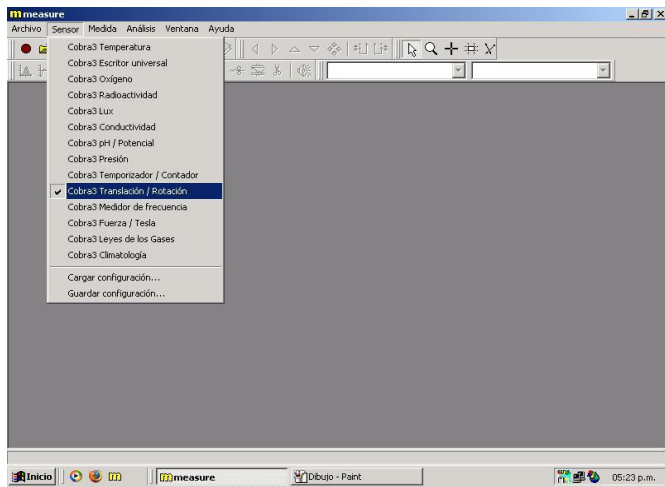 measure
Archivo Sensor Medida Análisis Ventana Ayuda
Cobra3 Temperatura
Cobra3 Escritor universal
Cobra3 Oxígeno
Cobra3 Radioactividad
Cobra3 Lux
Cobra3 Conductividad
Cobra3 pH / Potencial
Cobra3 Presión
Cobra3 Temporizador / Contador
Cobra3 Translación / Rotación
Cobra3 Medidor de frecuencia
Cobra3 Fuerza / Tesla
Cobra3 Leyes de los Gases
Cobra3 Climatología
Cargar configuración...
Guardar configuración...
Inicio measure Dibujo - Paint 05:23 p.m.